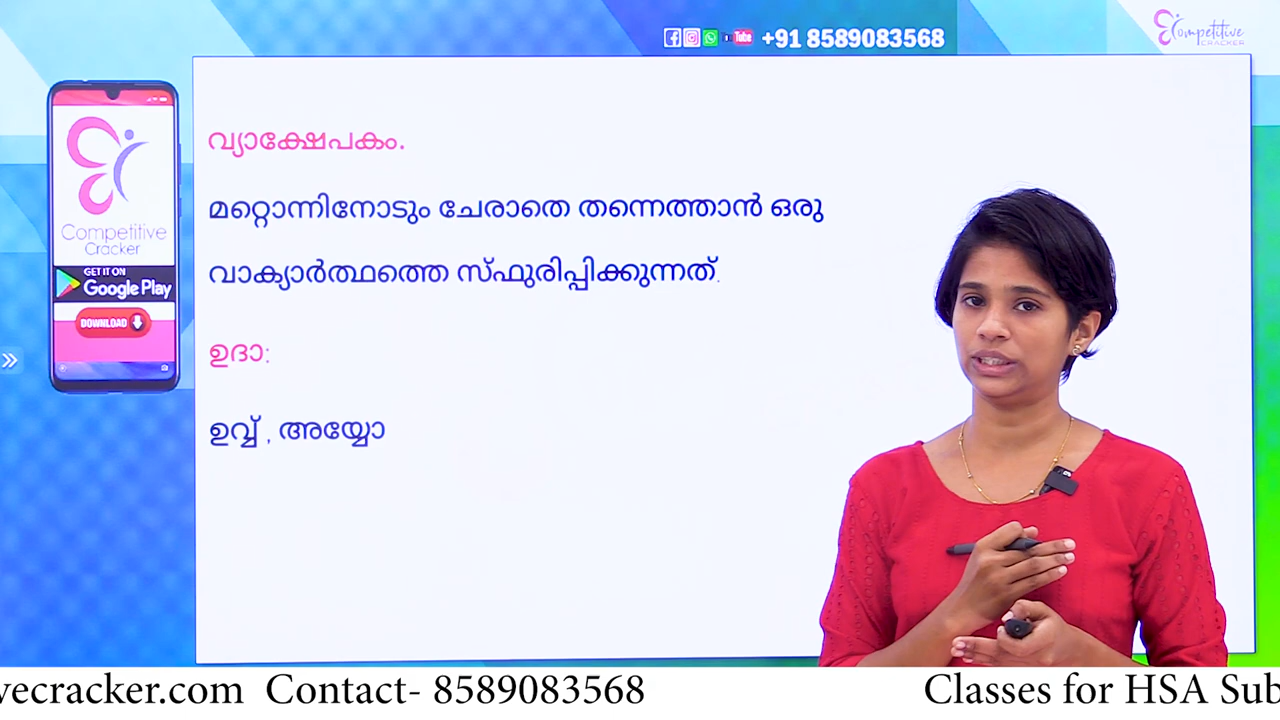 +91 8589083568
Competitive
CRACKER
Competitive
Cracker
GET IT ON
Google Play
DOWNLOAD
വ്യാക്ഷേപകം.
മറ്റൊന്നിനോടും ചേരാതെ തന്നെത്താൻ ഒരു
വാക്യാർത്ഥത്തെ സ്ഫുരിപ്പിക്കുന്നത്.
ഉദാ:
ഉവ്വ് , അയ്യോ
vecracker.com Contact- 8589083568 Classes for HSA Sub